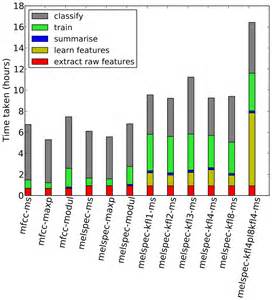 18
16
14
12
10
8
6
4
2
0
Time taken (hours)
classify
train
summarise
learn features
extract raw features
mfcc-ms
mfcc-maxp
mfcc-modul
melspec-ms
melspec-maxp
melspec-modul
melspec-kfl1-ms
melspec-kfl2-ms
melspec-kfl3-ms
melspec-kfl4-ms
melspec-kfl8-ms
melspec-kfl4pl8kfl4-ms